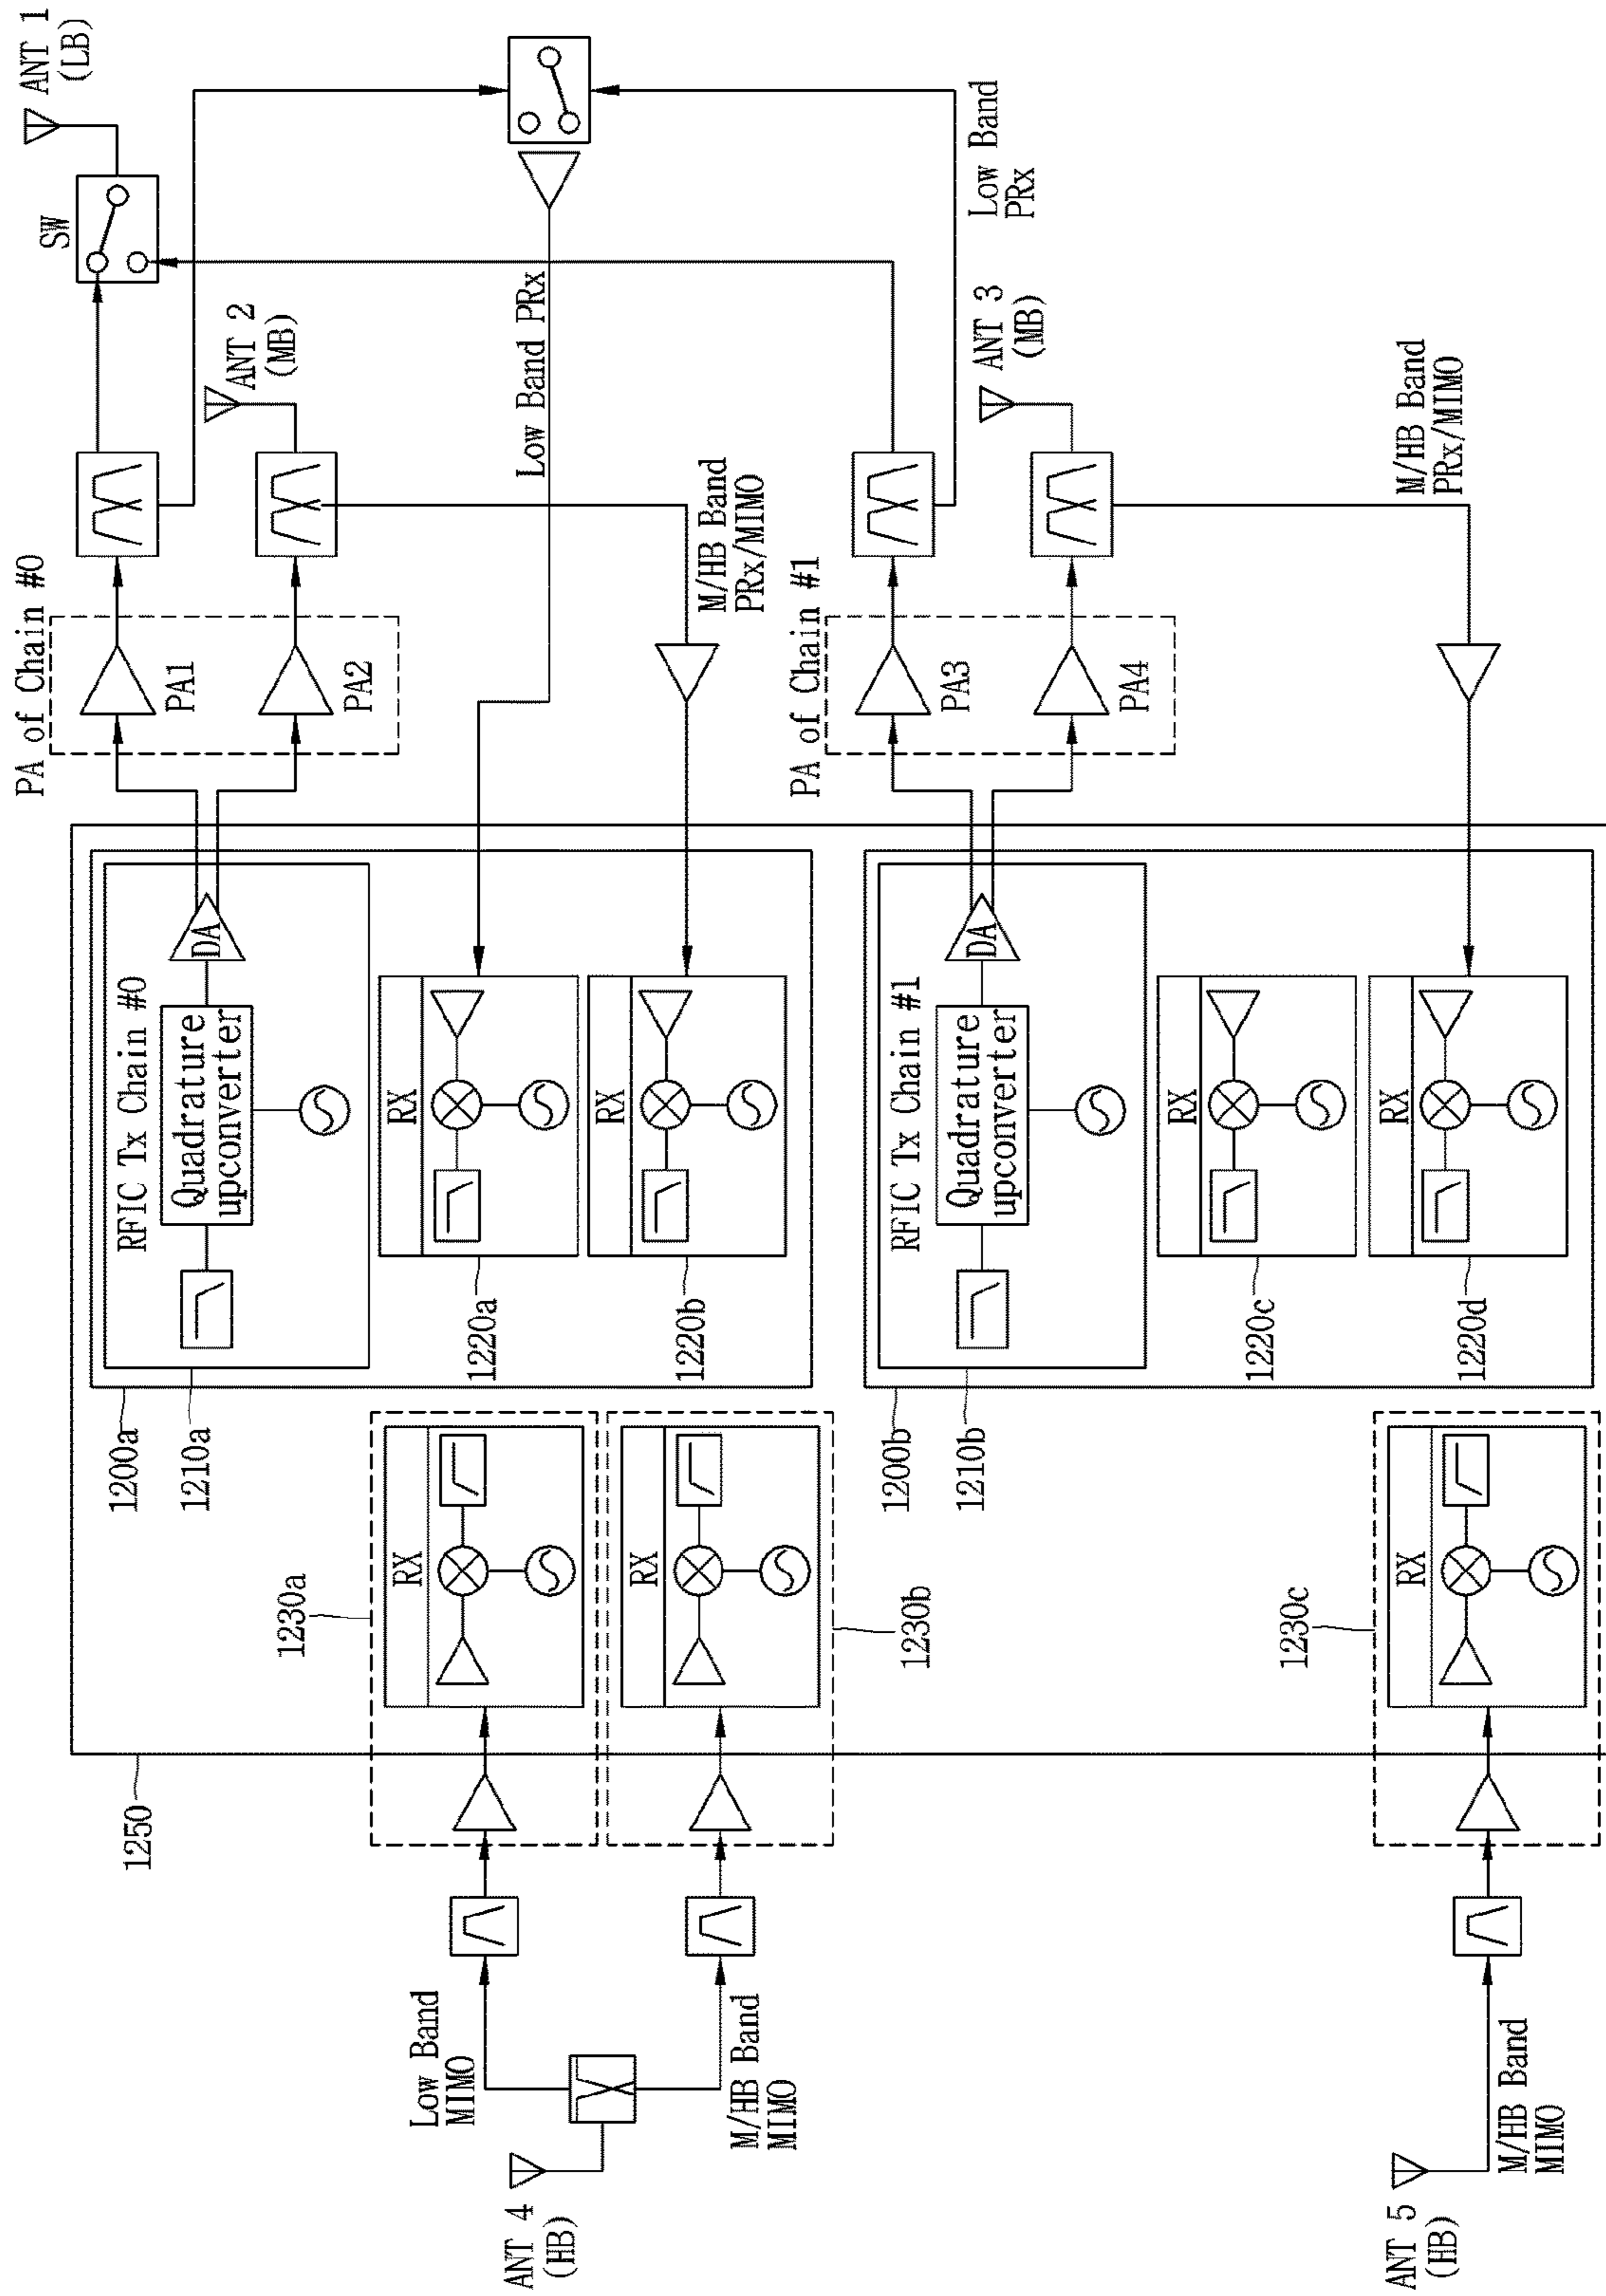 1250
1200a
1210a
RFIC Tx Chain #0
Quadrature
upconverter
DA
PA of Chain #0
PA1
PA2
SW
ANT 1
(LB)
ANT 2
(MB)
1230a
RX
RX
1220a
Low Band PRx
Low Band
MIMO
ANT 4
(HB)
M/HB Band
MIMO
RX
1230b
RX
1220b
M/HB Band
PRx/MIMO
1200b
1210b
RFIC Tx Chain #1
Quadrature
upconverter
DA
PA of Chain #1
PA3
PA4
Low Band
PRx
ANT 3
(MB)
RX
1220c
1230c
RX
RX
1220d
M/HB Band
PRx/MIMO
ANT 5
(HB)
M/HB Band
MIMO